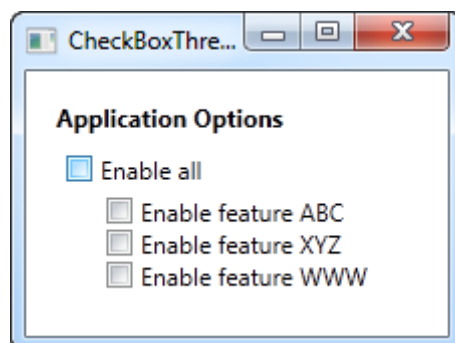 CheckBoxThre...
Application Options
Enable all
Enable feature ABC
Enable feature XYZ
Enable feature WWW